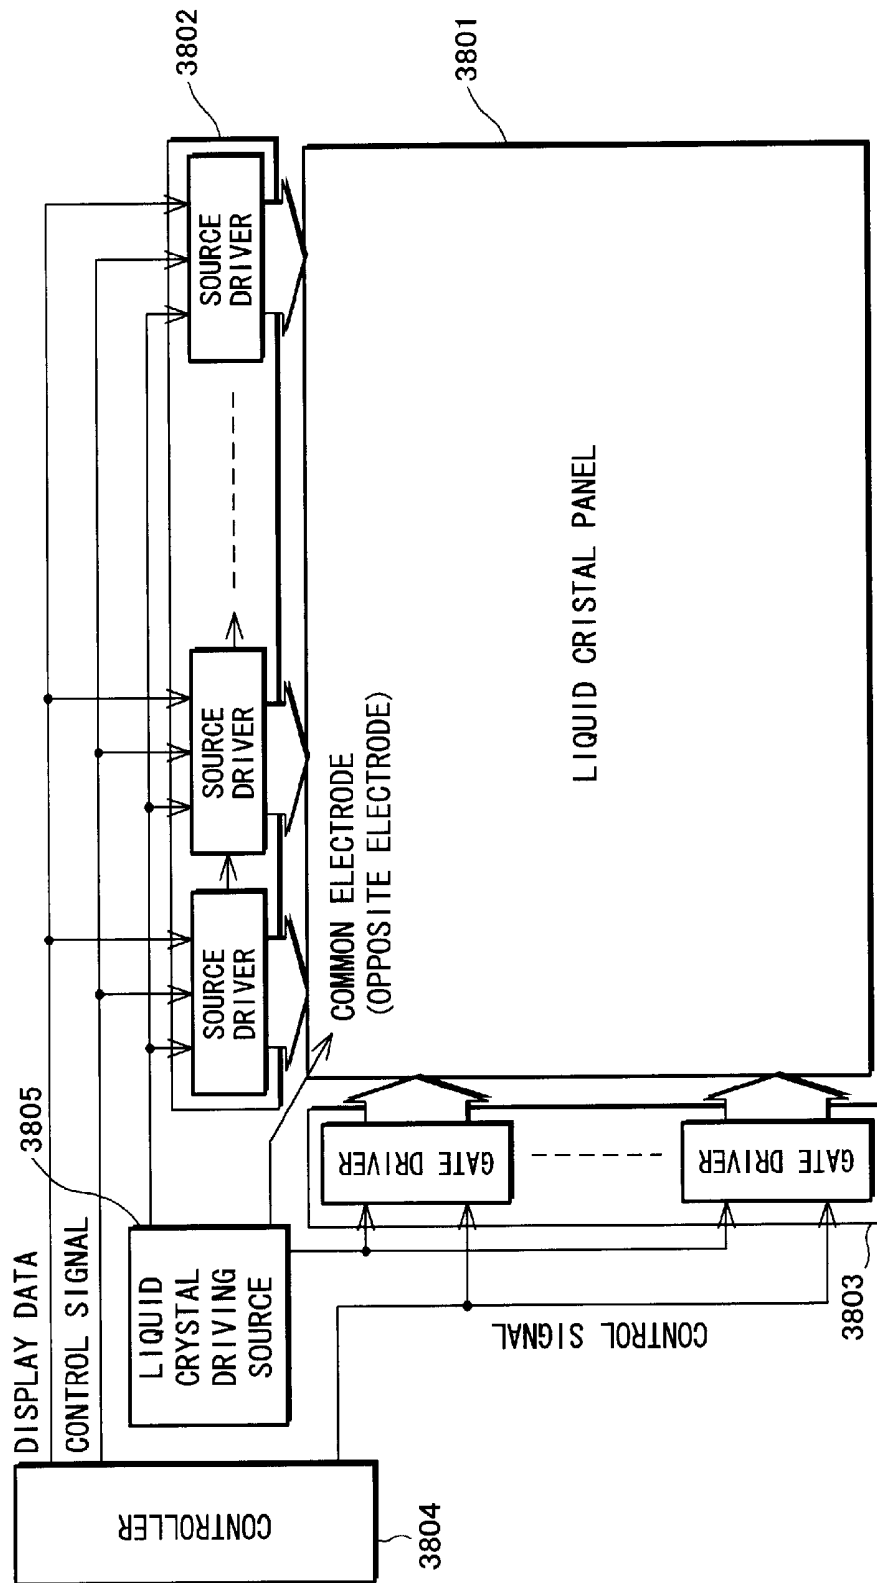 DISPLAY DATA
CONTROL SIGNAL
3805
3802
3801
CONTROLLER
3804
LIQUID
CRYSTAL
DRIVING
SOURCE
SOURCE
DRIVER
SOURCE
DRIVER
SOURCE
DRIVER
COMMON ELECTRODE
(OPPOSITE ELECTRODE)
LIQUID CRISTAL PANEL
GATE DRIVER
GATE DRIVER
CONTROL SIGNAL
3803